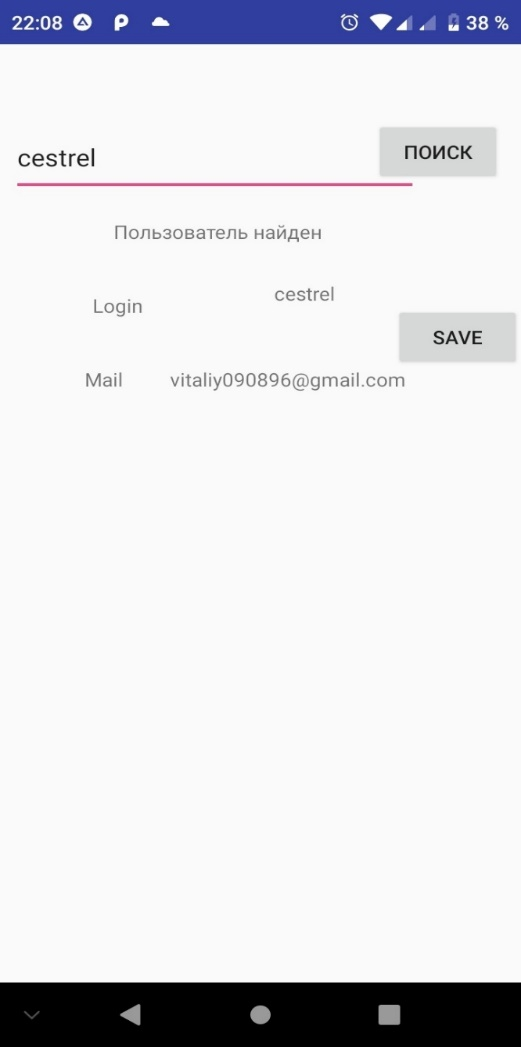 22:08 38 %
cestrel ПОИСК
Пользователь найден
Login cestrel
SAVE
Mail vitaliy090896@gmail.com